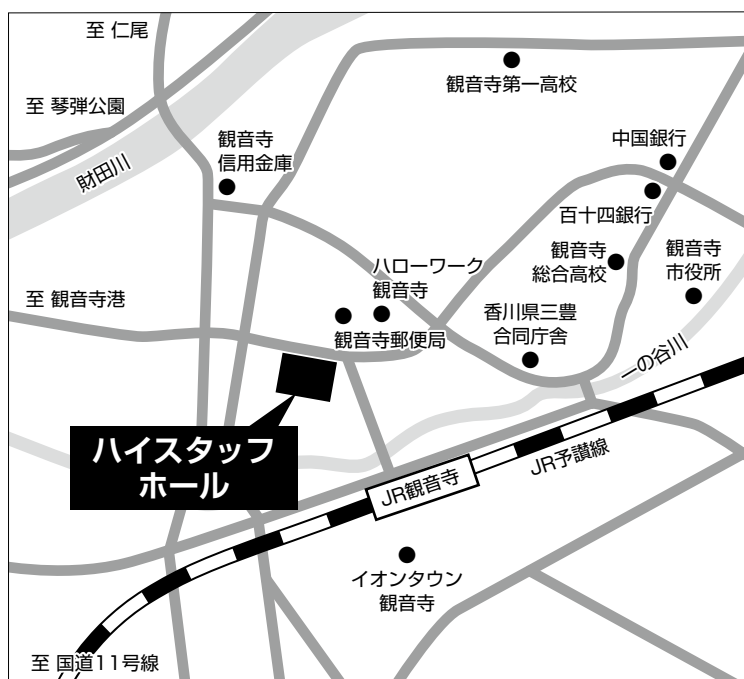 至 仁尾
至 琴弾公園
財田川
観音寺
信用金庫
観音寺第一高校
中国銀行
百十四銀行
観音寺
総合高校
観音寺
市役所
至 観音寺港
ハローワーク
観音寺
観音寺郵便局
香川県三豊
合同庁舎
一の谷川
ハイスタッフ
ホール
JR観音寺
JR予讃線
イオンタウン
観音寺
至 国道11号線